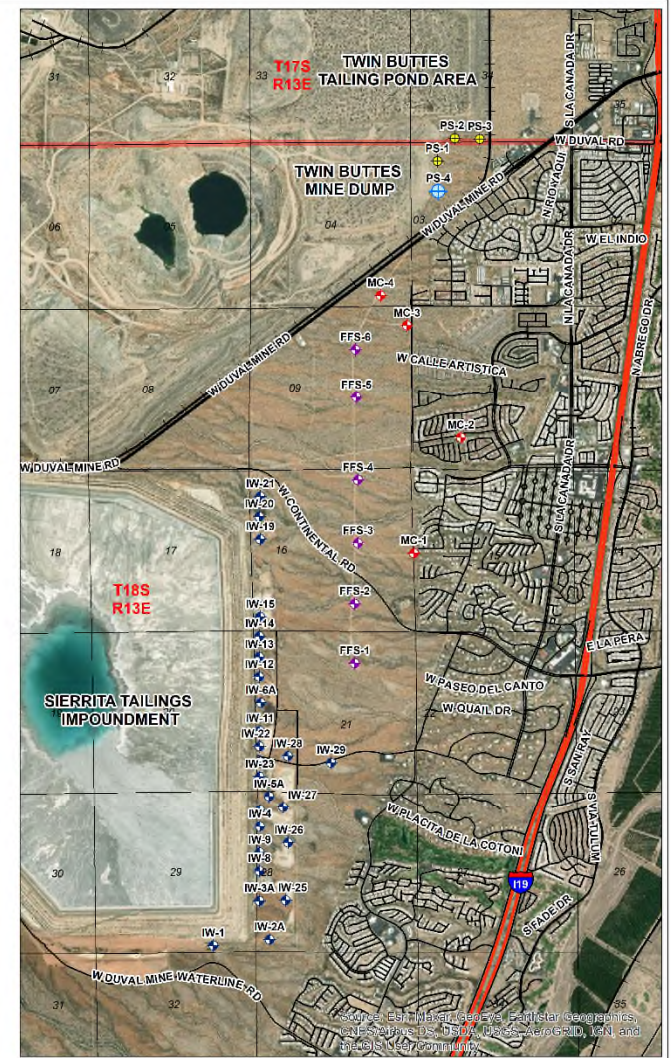 TWIN BUTTES
TAILING POND AREA
T17S
R13E
31
32
33
34
35
S LA CANADA DR
PS-2
PS-3
W DUVAL RD
PS-1
TWIN BUTTES
MINE DUMP
PS-4
N RIO YAQUI
W DUVAL MINE RD
06
05
04
03
W EL INDIO
N LA CANADA DR
N ABREGO DR
MC-4
MC-3
FFS-6
W DUVAL MINE RD
W CALLE ARTISTICA
07
08
09
FFS-5
MC-2
W DUVAL MINE RD
FFS-4
S LA CANADA DR
IW-21
IW-20
IW-19
W CONTINENTAL RD
FFS-3
MC-1
18
17
16
T18S
R13E
FFS-2
IW-15
IW-14
IW-13
IW-12
E LA PERA
FFS-1
W PASEO DEL CANTO
IW-6A
SIERRITA TAILINGS
IMPOUNDMENT
W QUAIL DR
IW-11
21
22
23
IW-22
IW-28
IW-29
S SAN RAY
IW-23
IW-5A
IW-27
S VIA TULUM
IW-4
W PLACITA DE LA COTONI
IW-26
IW-9
IW-8
30
29
28
27
26
I19
IW-3A
IW-25
S FADE DR
IW-1
IW-2A
W DUVAL MINE WATERLINE RD
31
32
34
35
Source: Esri, Maxar, GeoEye, Earthstar Geographics,
CNES/Airbus DS, USDA, USGS, AeroGRID, IGN, and
the GIS User Community